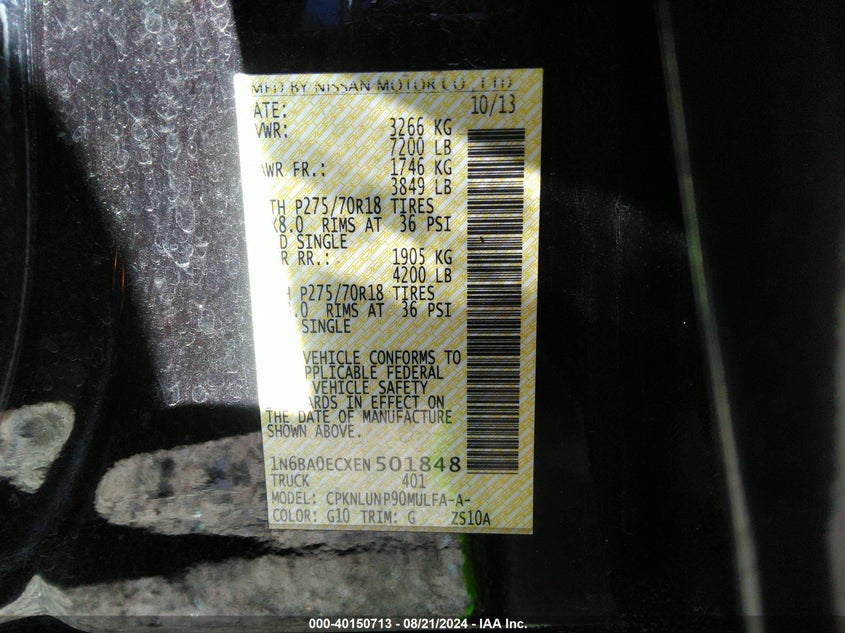 MFD BY NISSAN MOTOR CO., LTD
ATE: 10/13
VWR: 3266 KG
7200 LB
WR FR.: 1746 KG
3849 LB
TH P275/70R18 TIRES
X8.0 RIMS AT 36 PSI
D SINGLE
R RR.: 1905 KG
4200 LB
H P275/70R18 TIRES
.0 RIMS AT 36 PSI
SINGLE
VEHICLE CONFORMS TO
PPLICABLE FEDERAL
VEHICLE SAFETY
ARDS IN EFFECT ON
THE DATE OF MANUFACTURE
SHOWN ABOVE.
1N6BA0ECXEN501848
TRUCK 401
MODEL: CPKNLUNP90MULFA-A-
COLOR: G10 TRIM: G ZS10A
000-40150713 - 08/21/2024 - IAA Inc.